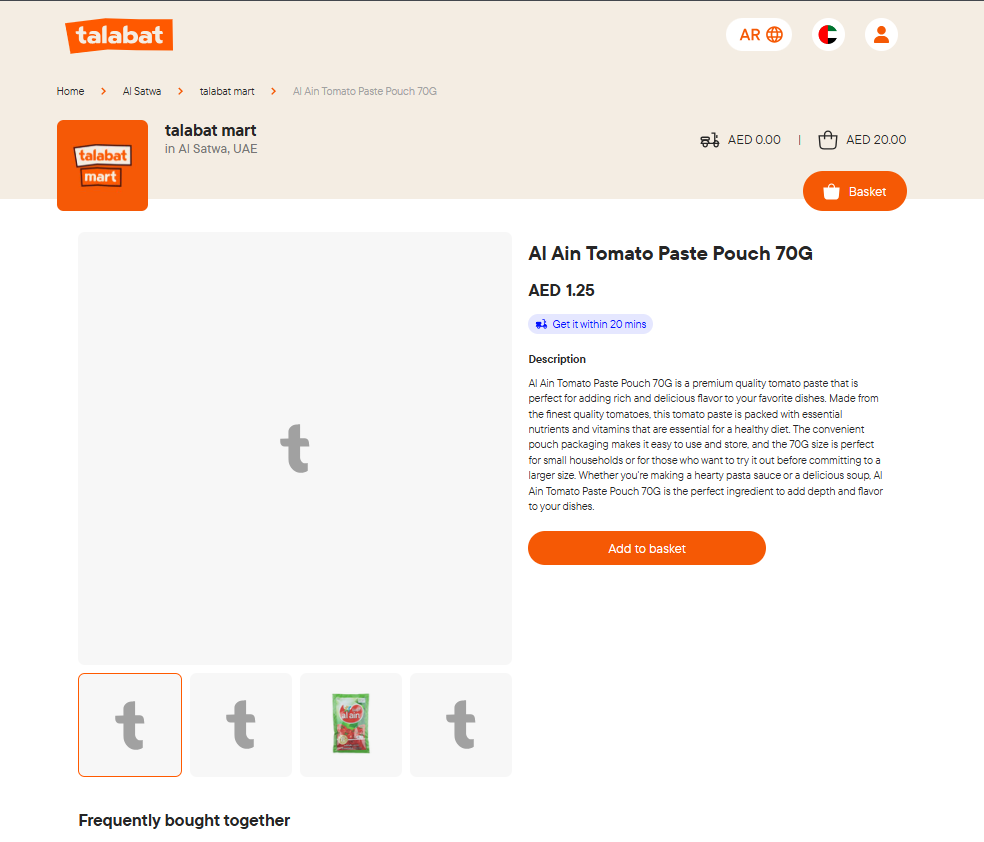 talabat
AR
Home
Al Satwa
talabat mart
Al Ain Tomato Paste Pouch 70G
talabat
mart
talabat mart
in Al Satwa, UAE
AED 0.00
|
AED 20.00
Basket
Al Ain Tomato Paste Pouch 70G
AED 1.25
Get it within 20 mins
Description
Al Ain Tomato Paste Pouch 70G is a premium quality tomato paste that is
perfect for adding rich and delicious flavor to your favorite dishes. Made from
the finest quality tomatoes, this tomato paste is packed with essential
nutrients and vitamins that are essential for a healthy diet. The convenient
pouch packaging makes it easy to use and store, and the 70G size is perfect
for small households or for those who want to try it out before committing to a
larger size. Whether you're making a hearty pasta sauce or a delicious soup, Al
Ain Tomato Paste Pouch 70G is the perfect ingredient to add depth and flavor
to your dishes.
Add to basket
t
t
t
al ain
t
Frequently bought together